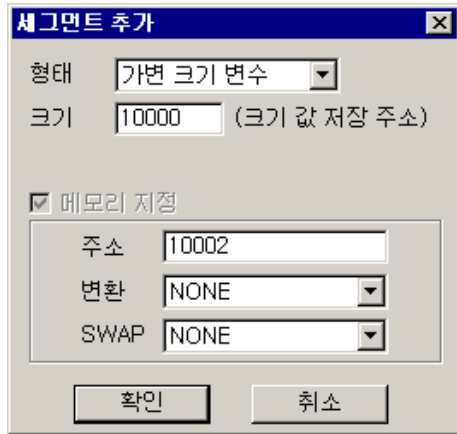 세그먼트 추가
형태 가변 크기 변수
크기 10000 (크기 값 저장 주소)
메모리 지정
주소 10002
변환 NONE
SWAP NONE
확인 취소